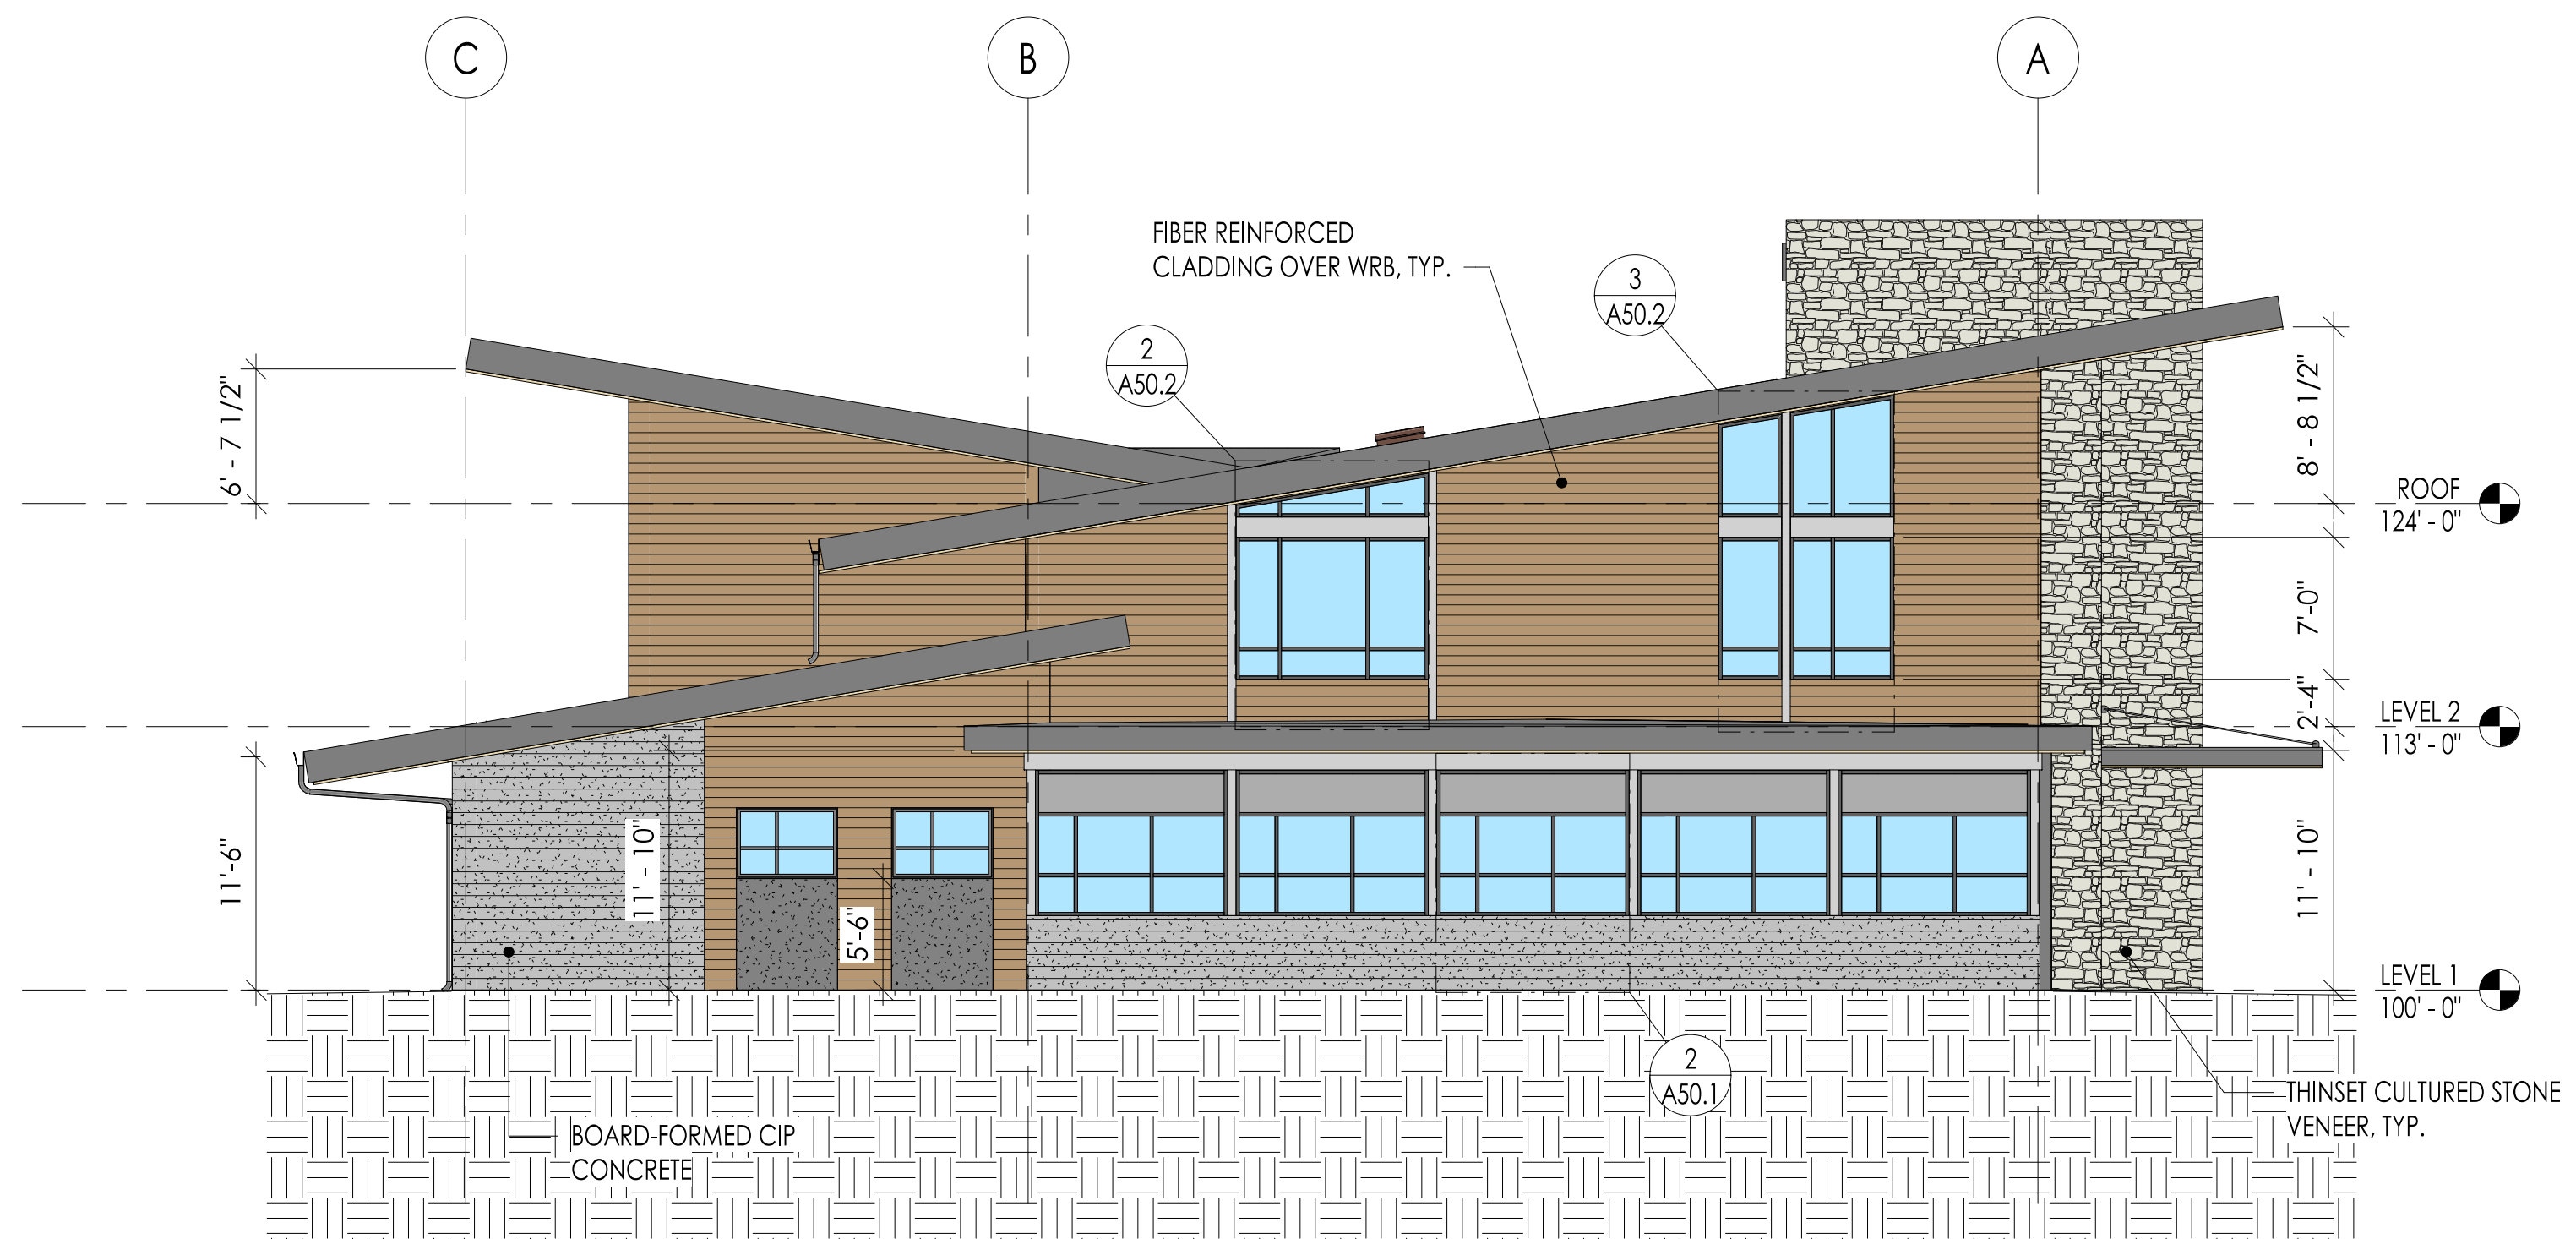 C
B
A
FIBER REINFORCED
CLADDING OVER WRB, TYP.
3
A50.2
2
A50.2
6' - 7 1/2"
8' - 8 1/2"
ROOF
124' - 0"
7'-0"
2'-4"
LEVEL 2
113' - 0"
11'-6"
11' - 10"
5'-6"
11' - 10"
LEVEL 1
100' - 0"
2
A50.1
THINSET CULTURED STONE
VENEER, TYP.
BOARD-FORMED CIP
CONCRETE